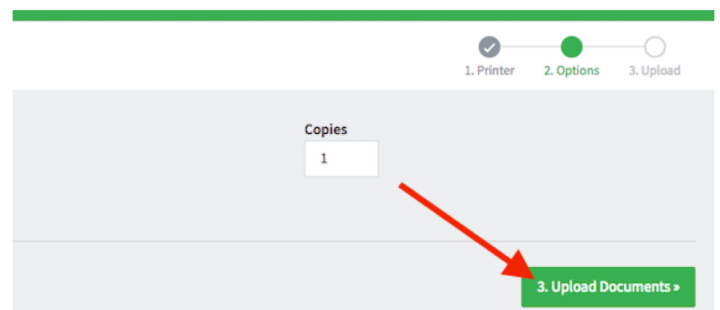 1. Printer 2. Options 3. Upload
Copies
1
3. Upload Documents »